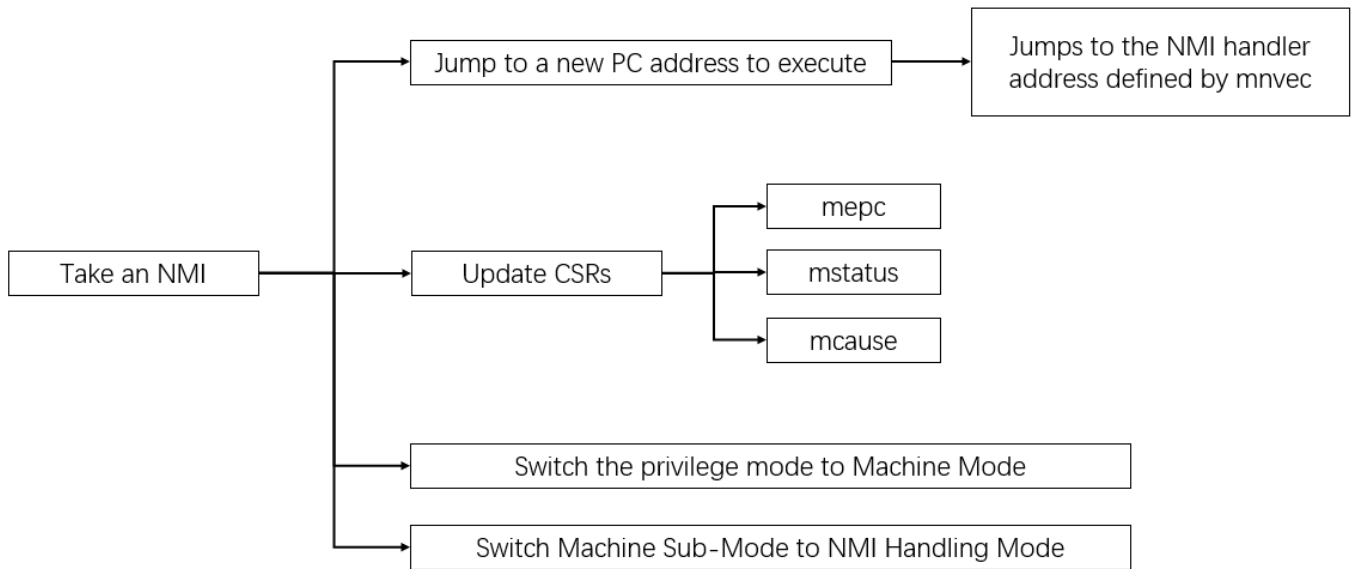 Jump to a new PC address to execute
Jumps to the NMI handler
address defined by mnvec
Take an NMI
Update CSRs
mepc
mstatus
mcause
Switch the privilege mode to Machine Mode
Switch Machine Sub-Mode to NMI Handling Mode